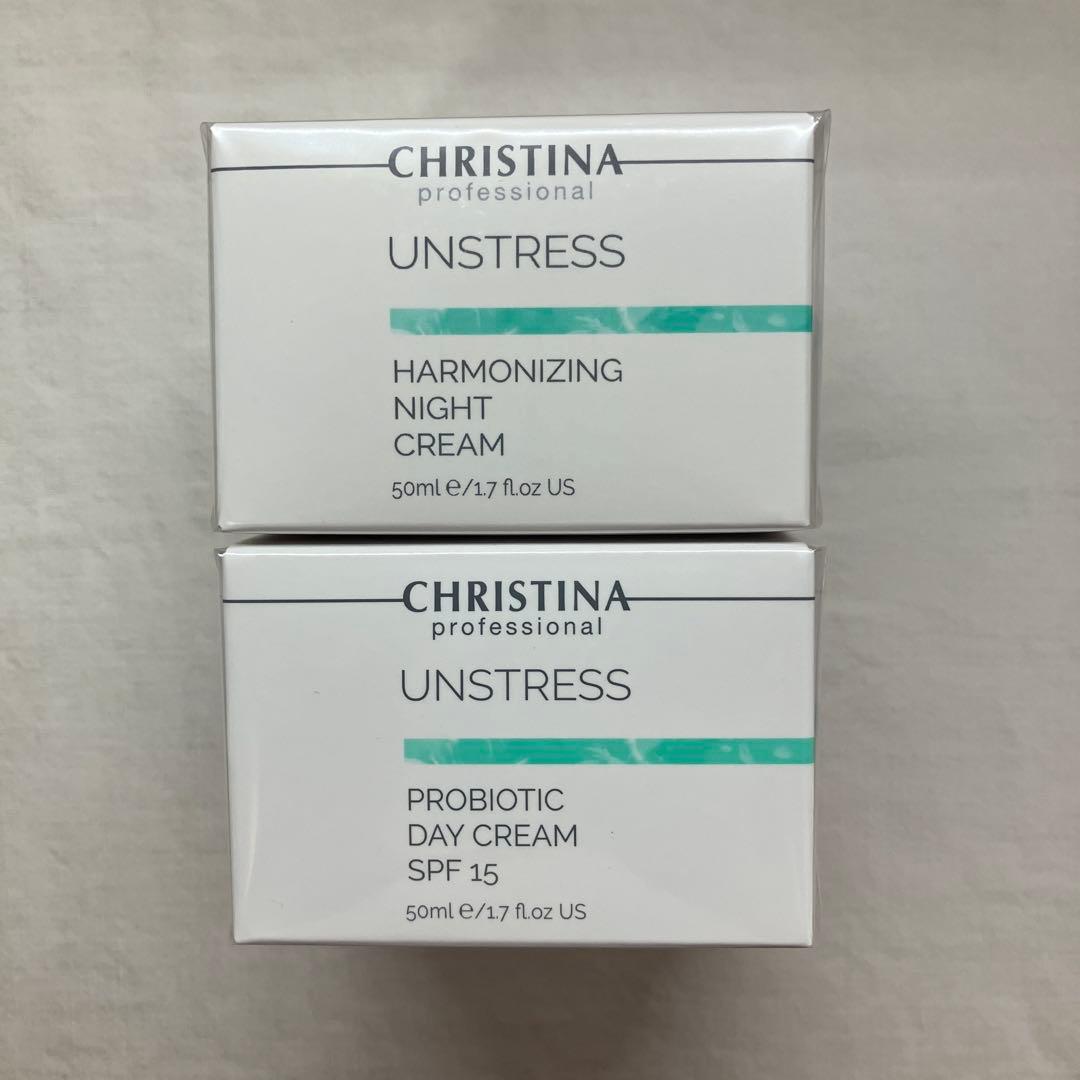 CHRISTINA
professional
UNSTRESS
HARMONIZING
NIGHT
CREAM
50ml e/1.7 fl.oz US
CHRISTINA
professional
UNSTRESS
PROBIOTIC
DAY CREAM
SPF 15
50ml e/1.7 fl.oz US